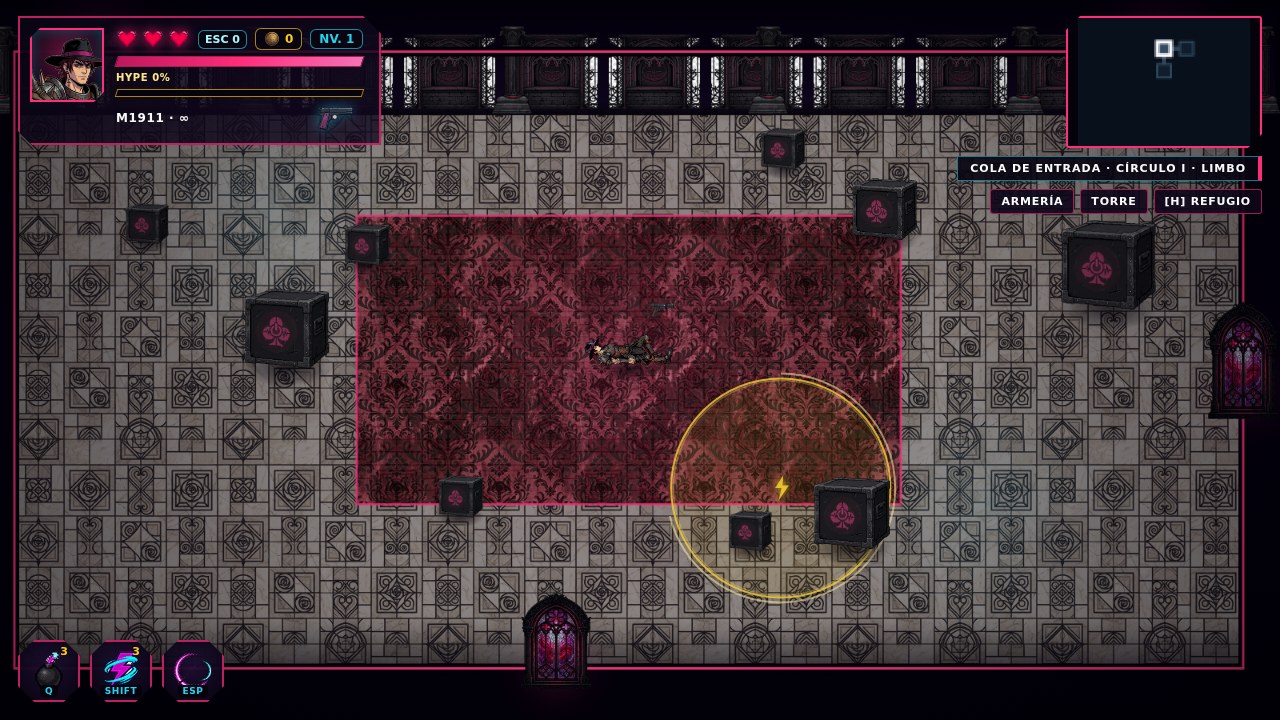 ESC 0
0
NV. 1
HYPE 0%
M1911 · ∞
COLA DE ENTRADA · CÍRCULO I · LIMBO
ARMERÍA
TORRE
[H] REFUGIO
3
Q
3
SHIFT
ESP